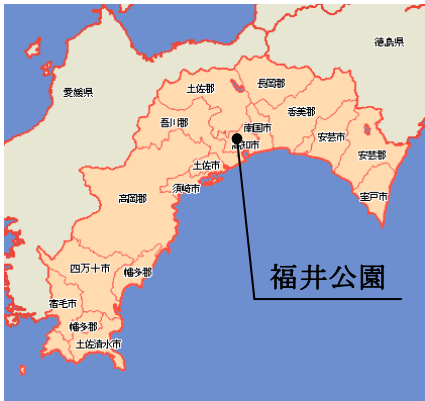 徳島県
愛媛県
土佐郡
長岡郡
香美郡
吾川郡
南国市
安芸市
高知市
安芸郡
土佐市
須崎市
高岡郡
室戸市
四万十市
幡多郡
福井公園
宿毛市
幡多郡
土佐清水市